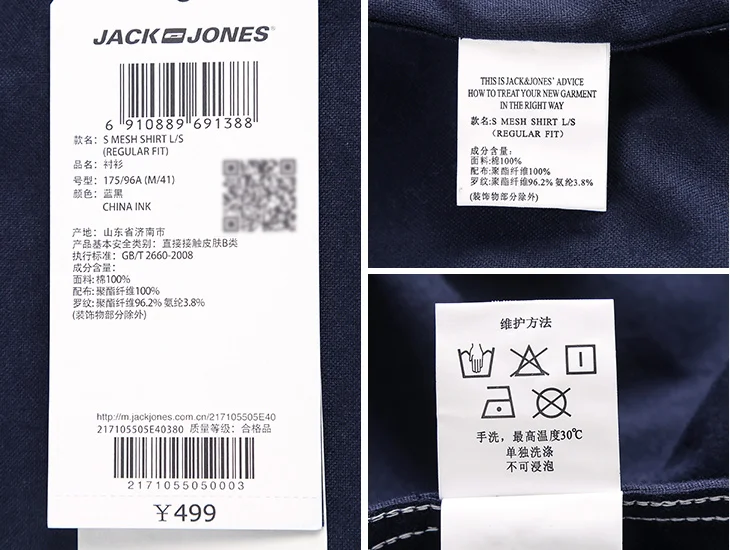 JACK JONES®
6 910889 691388
款名: S MESH SHIRT L/S
(REGULAR FIT)
品名: 衬衫
号型: 175/96A (M/41)
颜色: 蓝黑
CHINA INK
产地: 山东省济南市
产品基本安全类别: 直接接触皮肤B类
执行标准: GB/T 2660-2008
成分含量:
面料: 棉100%
配布: 聚酯纤维100%
罗纹: 聚酯纤维96.2% 氨纶3.8%
(装饰物部分除外)
http://m.jackjones.com.cn/217105505E40
217105505E40380 质量等级: 合格品
2171055050003
¥499
THIS IS JACK&JONES' ADVICE
HOW TO TREAT YOUR NEW GARMENT
IN THE RIGHT WAY
款名: S MESH SHIRT L/S
(REGULAR FIT)
成分含量:
面料: 棉100%
配布: 聚酯纤维100%
罗纹: 聚酯纤维96.2% 氨纶3.8%
(装饰物部分除外)
维护方法
手洗, 最高温度30℃
单独洗涤
不可浸泡